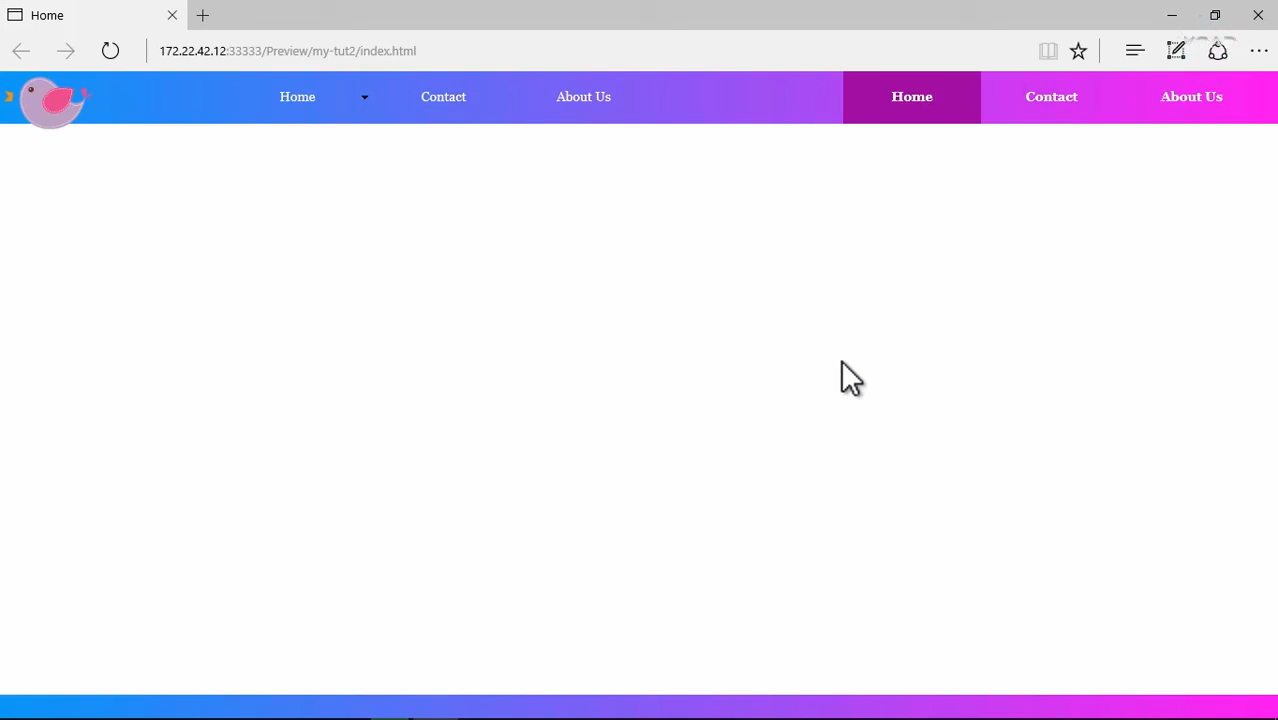 Home
172.22.42.12:33333/Preview/my-tut2/index.html
Home Contact About Us Home Contact About Us